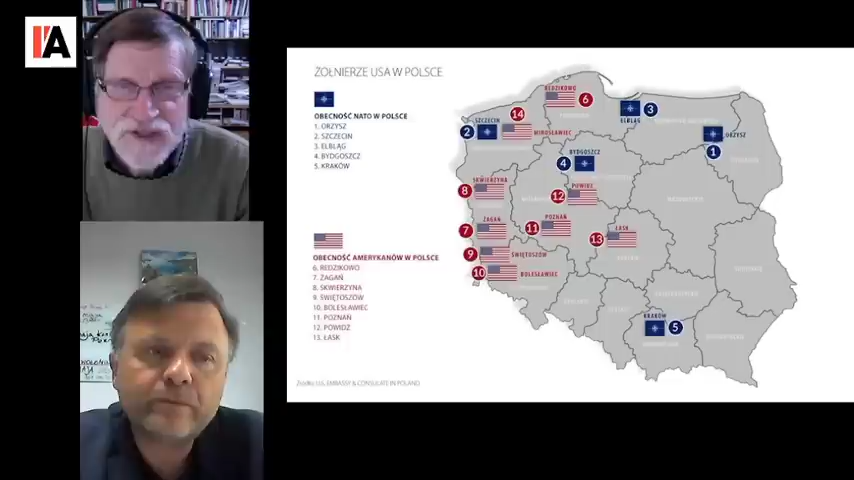 IA
ŻOŁNIERZE USA W POLSCE
OBECNOŚĆ NATO W POLSCE
1. ORZYSZ
2. SZCZECIN
3. ELBLĄG
4. BYDGOSZCZ
5. KRAKÓW
OBECNOŚĆ AMERYKANÓW W POLSCE
6. REDZIKOWO
7. ŻAGAŃ
8. SKWIERZYNA
9. ŚWIĘTOSZÓW
10. BOLESŁAWIEC
11. POZNAŃ
12. POWIDZ
13. ŁASK
Źródło: U.S. EMBASSY & CONSULATE IN POLAND
REDZIKOWO
6
14
SZCZECIN
2
MIROSŁAWIEC
ELBLĄG
3
ORZYSZ
1
BYDGOSZCZ
4
SKWIERZYNA
8
POWIDZ
12
ŻAGAŃ
7
POZNAŃ
11
ŁASK
13
9
ŚWIĘTOSZÓW
10
BOLESŁAWIEC
KRAKÓW
5